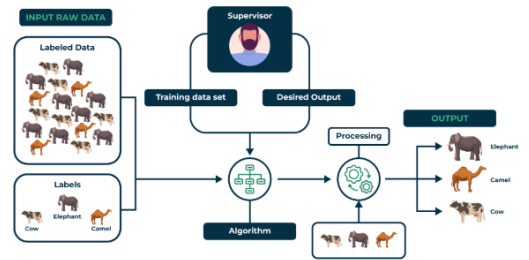 INPUT RAW DATA
Supervisor
Labeled Data
Training data set
Desired Output
OUTPUT
Processing
Elephant
Labels
Camel
Elephant
Cow
Camel
Cow
Algorithm